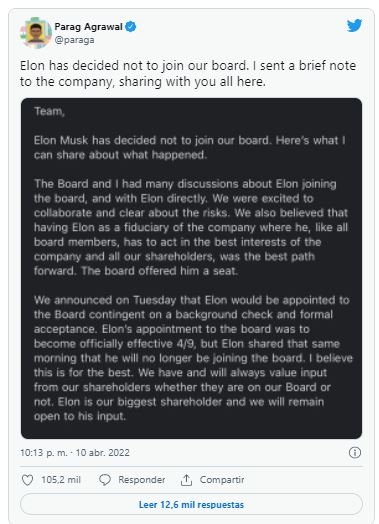 Parag Agrawal
@paraga
Elon has decided not to join our board. I sent a brief note
to the company, sharing with you all here.
Team,
Elon Musk has decided not to join our board. Here's what I
can share about what happened.
The Board and I had many discussions about Elon joining
the board, and with Elon directly. We were excited to
collaborate and clear about the risks. We also believed that
having Elon as a fiduciary of the company where he, like all
board members, has to act in the best interests of the
company and all our shareholders, was the best path
forward. The board offered him a seat.
We announced on Tuesday that Elon would be appointed to
the Board contingent on a background check and formal
acceptance. Elon's appointment to the board was to
become officially effective 4/9, but Elon shared that same
morning that he will no longer be joining the board. I believe
this is for the best. We have and will always value input
from our shareholders whether they are on our Board or
not. Elon is our biggest shareholder and we will remain
open to his input.
10:13 p. m. · 10 abr. 2022
105,2 mil Responder Compartir
Leer 12,6 mil respuestas